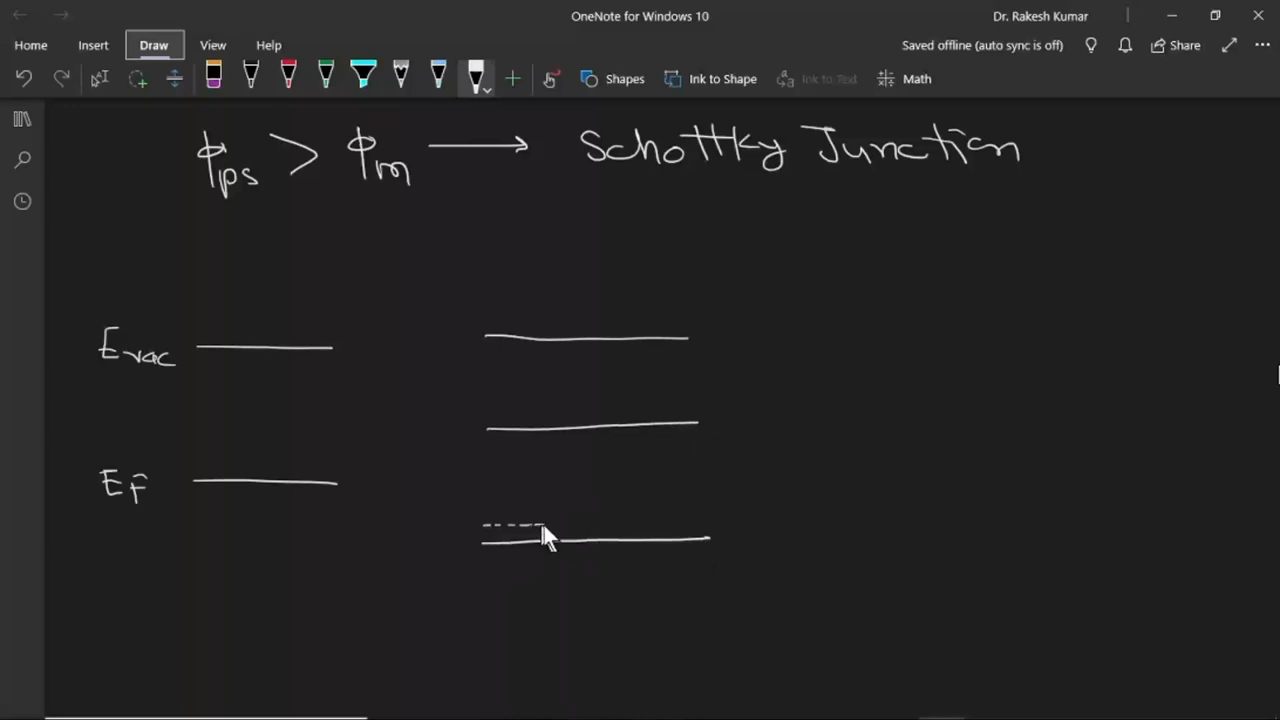 OneNote for Windows 10
Dr. Rakesh Kumar
Home Insert Draw View Help
Saved offline (auto sync is off) Share
Shapes Ink to Shape Ink to Text Math
ϕps > ϕm → Schottky Junction
Evac
EF